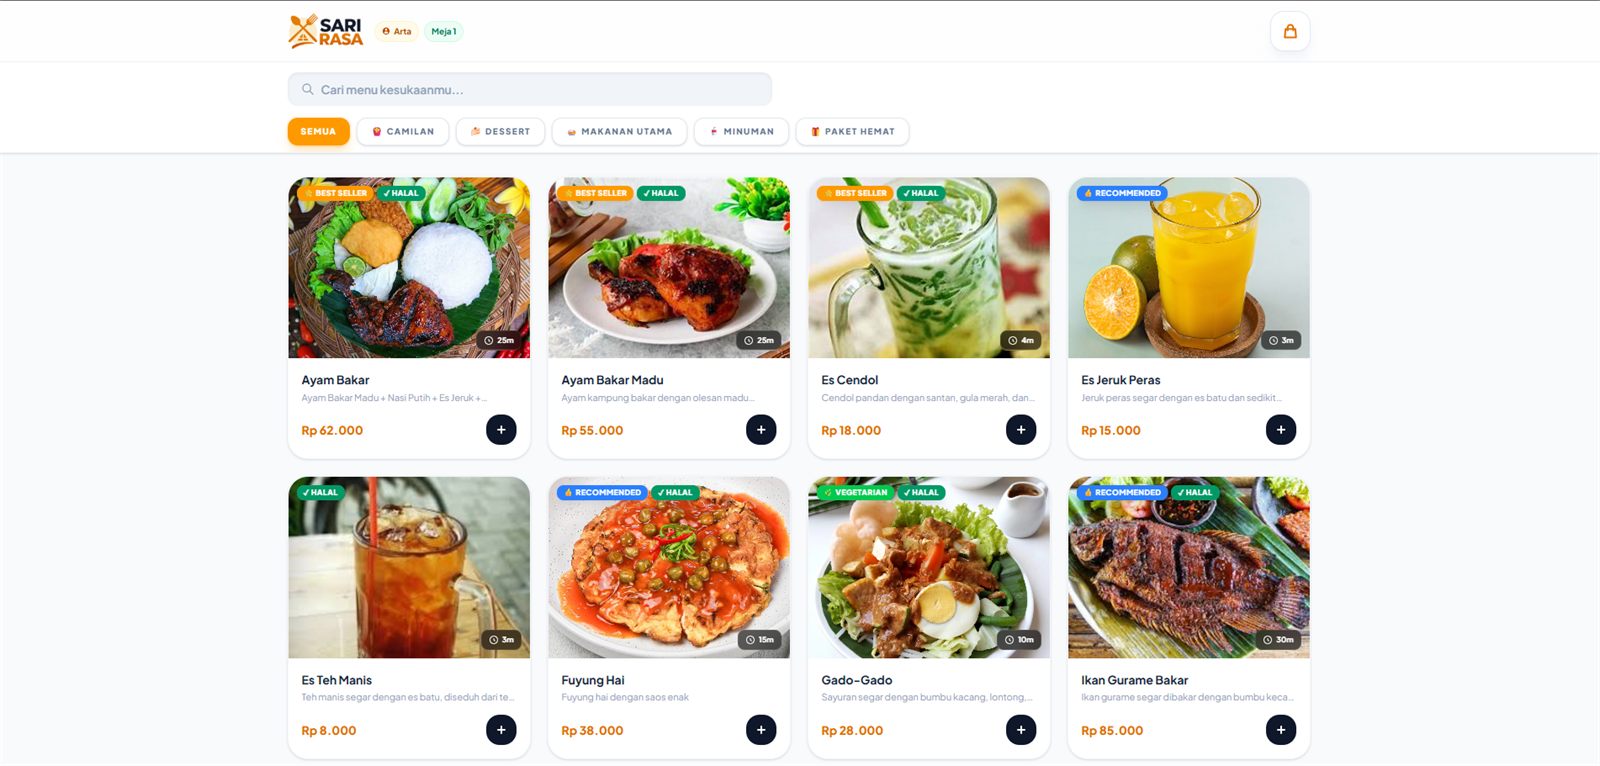 SARI
RASA
Arta
Meja 1
Cari menu kesukaanmu...
SEMUA
CAMILAN
DESSERT
MAKANAN UTAMA
MINUMAN
PAKET HEMAT
BEST SELLER
✓ HALAL
25m
Ayam Bakar
Ayam Bakar Madu + Nasi Putih + Es Jeruk +...
Rp 62.000
+
BEST SELLER
✓ HALAL
25m
Ayam Bakar Madu
Ayam kampung bakar dengan olesan madu...
Rp 55.000
+
BEST SELLER
✓ HALAL
4m
Es Cendol
Cendol pandan dengan santan, gula merah, dan...
Rp 18.000
+
RECOMMENDED
3m
Es Jeruk Peras
Jeruk peras segar dengan es batu dan sedikit...
Rp 15.000
+
✓ HALAL
3m
Es Teh Manis
Teh manis segar dengan es batu, diseduh dari te...
Rp 8.000
+
RECOMMENDED
✓ HALAL
15m
Fuyung Hai
Fuyung hai dengan saos enak
Rp 38.000
+
VEGETARIAN
✓ HALAL
10m
Gado-Gado
Sayuran segar dengan bumbu kacang, lontong,...
Rp 28.000
+
RECOMMENDED
✓ HALAL
30m
Ikan Gurame Bakar
Ikan gurame segar dibakar dengan bumbu keca...
Rp 85.000
+